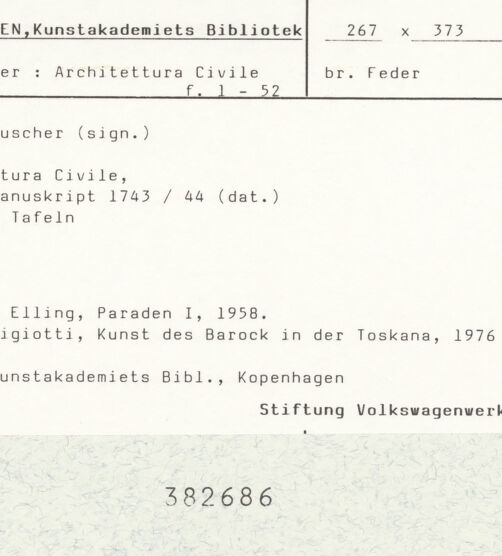 EN,Kunstakademiets Bibliotek
267 x 373
er : Architettura Civile
br. Feder
f. 1 - 52
uscher (sign.)
tura Civile,
anuskript 1743 / 44 (dat.)
Tafeln
Elling, Paraden I, 1958.
igiotti, Kunst des Barock in der Toskana, 1976
unstakademiets Bibl., Kopenhagen
Stiftung Volkswagenwerk
382686